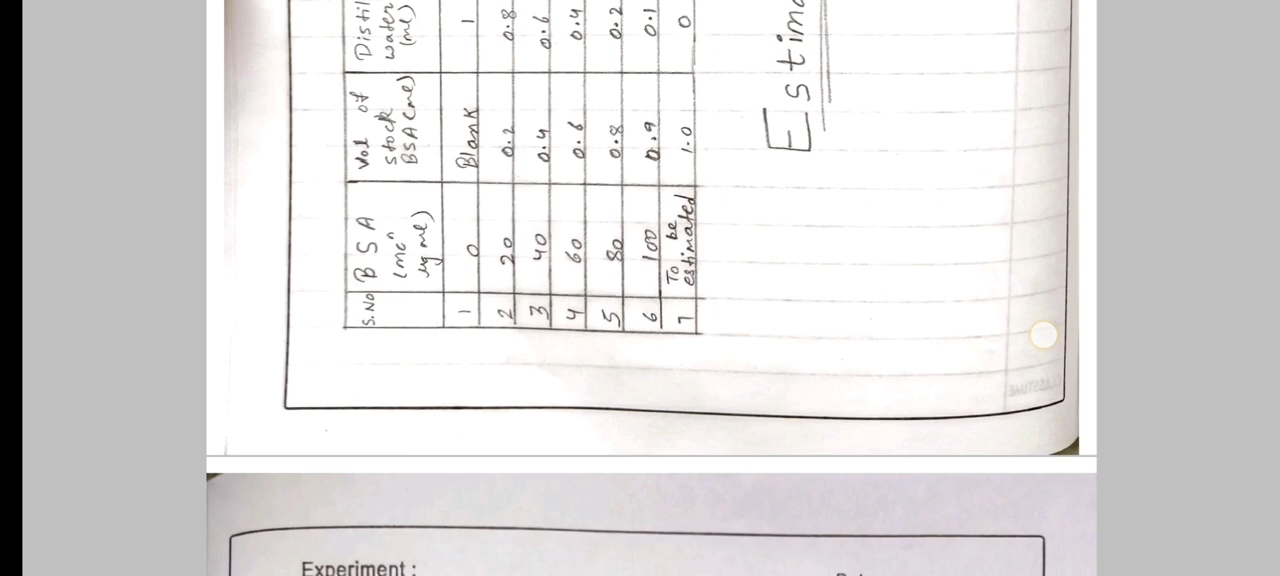 S.No | BSA (mcⁿ ug ml) | Vol of stock BSA (ml) | Distil water (ml)
1 | 0 | Blank | 1
2 | 20 | 0.2 | 0.8
3 | 40 | 0.4 | 0.6
4 | 60 | 0.6 | 0.4
5 | 80 | 0.8 | 0.2
6 | 100 | 0.9 | 0.1
7 | To be estimated | 1.0 | 0
Estima
Experiment :